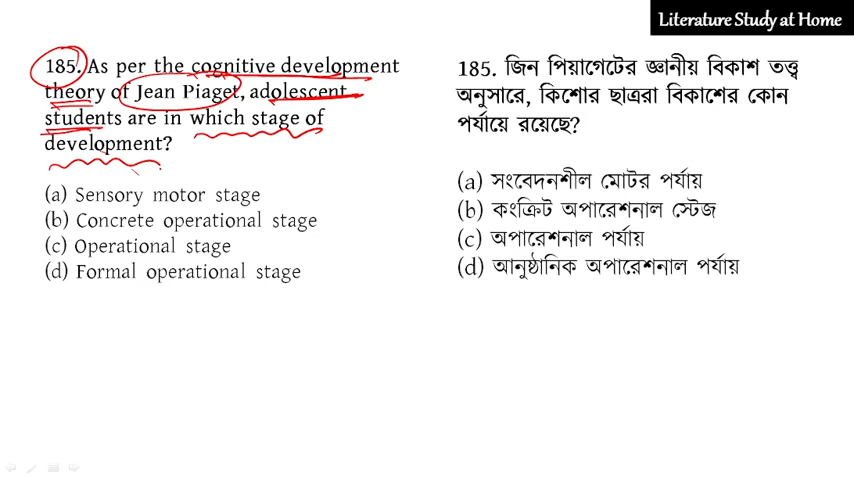 Literature Study at Home
185. As per the cognitive development
theory of Jean Piaget, adolescent
students are in which stage of
development?
(a) Sensory motor stage
(b) Concrete operational stage
(c) Operational stage
(d) Formal operational stage
185. জিন পিয়াগেটের জ্ঞানীয় বিকাশ তত্ত্ব
অনুসারে, কিশোর ছাত্ররা বিকাশের কোন
পর্যায়ে রয়েছে?
(a) সংবেদনশীল মোটর পর্যায়
(b) কংক্রিট অপারেশনাল স্টেজ
(c) অপারেশনাল পর্যায়
(d) আনুষ্ঠানিক অপারেশনাল পর্যায়